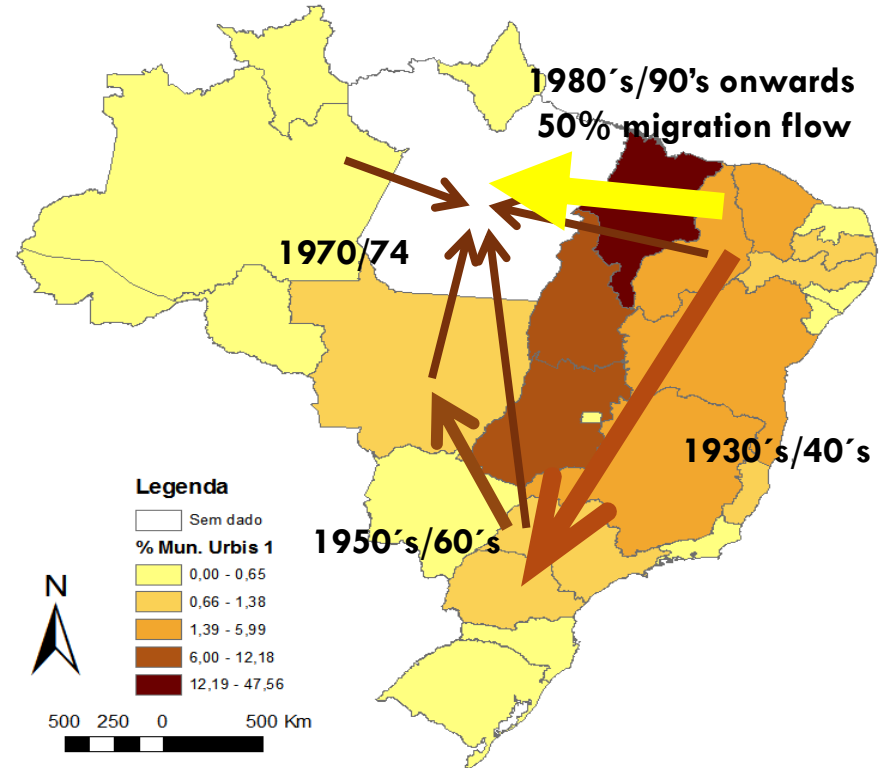 1980´s/90's onwards
50% migration flow
1970/74
1930´s/40´s
1950´s/60´s
Legenda
Sem dado
% Mun. Urbis 1
0,00 - 0,65
0,66 - 1,38
1,39 - 5,99
6,00 - 12,18
12,19 - 47,56
N
500 250 0 500 Km